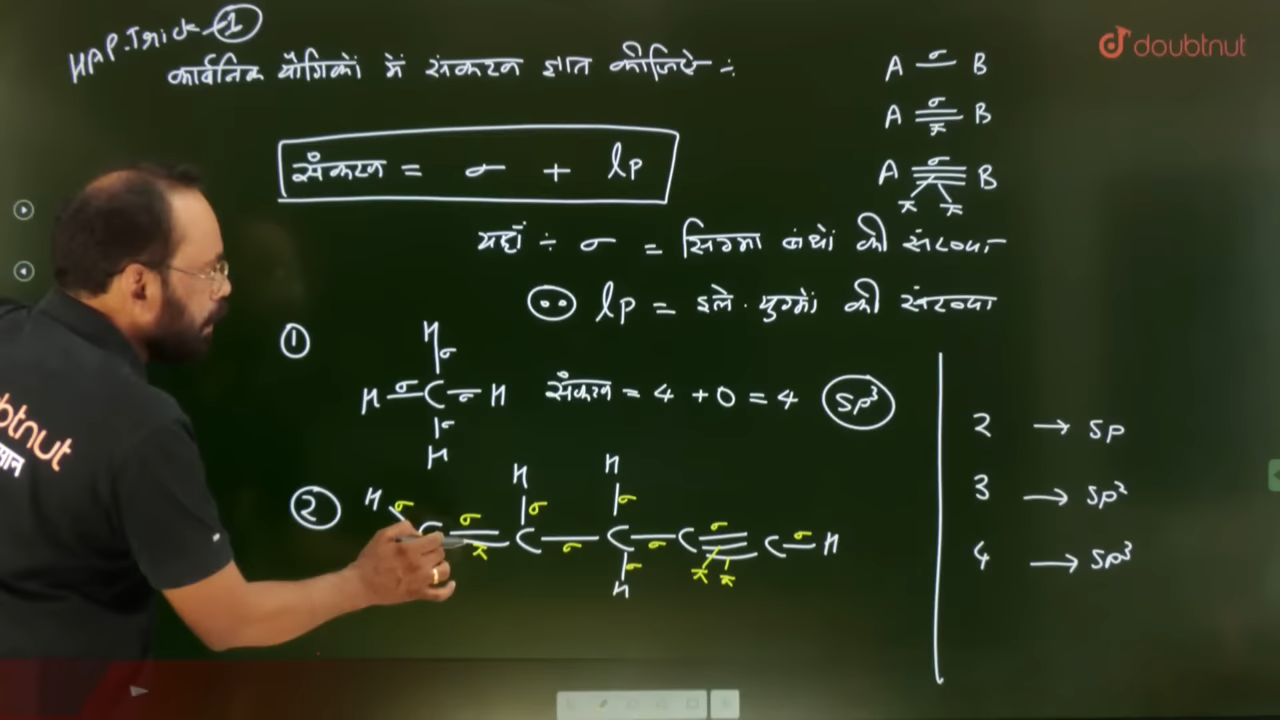 HAP-Trick-1
doubtnut
कार्बनिक यौगिकों में संकरण ज्ञात कीजिए :-
A σ B
A σ π B
A σ B
π π
संकरण = σ + lp
यहाँ ÷ σ = सिग्मा बंधों की संख्या
lp = इले. युग्मों की संख्या
①
H
σ
H σ C σ H संकरण = 4 + 0 = 4 SP³
σ
H
2 → SP
3 → SP²
4 → SP³
②
H H H
σ σ σ σ σ σ
C C C C C H
π σ σ σ π π
H
btnut